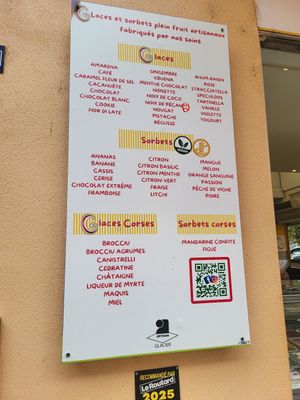 Glaces et sorbets plein fruit artisanaux
fabriqués par nos soins
Glaces
AMARENA
CAFÉ
CARAMEL FLEUR DE SEL
CACAHUÈTE
CHOCOLAT
CHOCOLAT BLANC
COOKIE
FIOR DI LATE
GINGEMBRE
KBUENA
MENTHE CHOCOLAT
NOISETTE
NOIX DE COCO
NOIX DE PÉCAN
NOUGAT
PISTACHE
RÉGLISSE
RHUM-RAISIN
ROSE
STRACCIATELLA
SPECULOOS
TARTINELLA
VANILLE
VIOLETTE
YOGOURT
Sorbets
ANANAS
BANANE
CASSIS
CERISE
CHOCOLAT EXTRÊME
FRAMBOISE
CITRON
CITRON BASILIC
CITRON MENTHE
CITRON VERT
FRAISE
LITCHI
MANGUE
MELON
ORANGE SANGUINE
PASSION
PÊCHE DE VIGNE
POIRE
Glaces Corses
BROCCIU
BROCCIU AGRUMES
CANISTRELLI
CEDRATINE
CHÂTAIGNE
LIQUEUR DE MYRTE
MAQUIS
MIEL
Sorbets corses
MANDARINE CONFITE
FIGUE
ARTISAN
GLACIER
RECOMMANDÉ PAR
Le Routard
2025